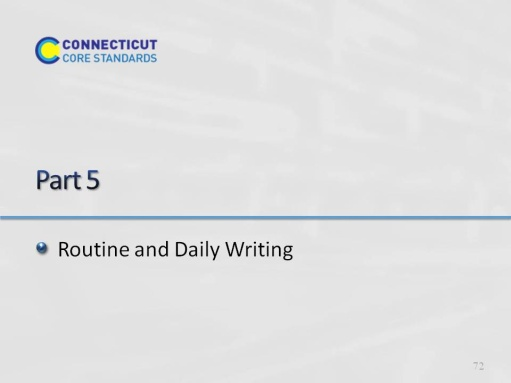 CONNECTICUT
CORE STANDARDS
Part 5
Routine and Daily Writing
72